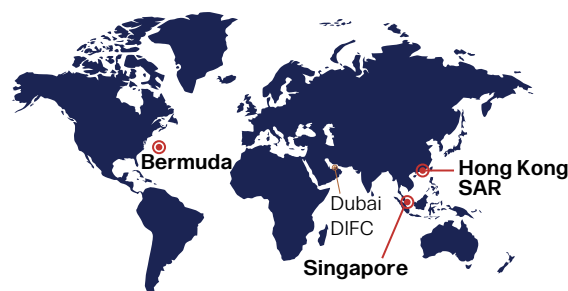 Bermuda
Hong Kong
SAR
Dubai
DIFC
Singapore